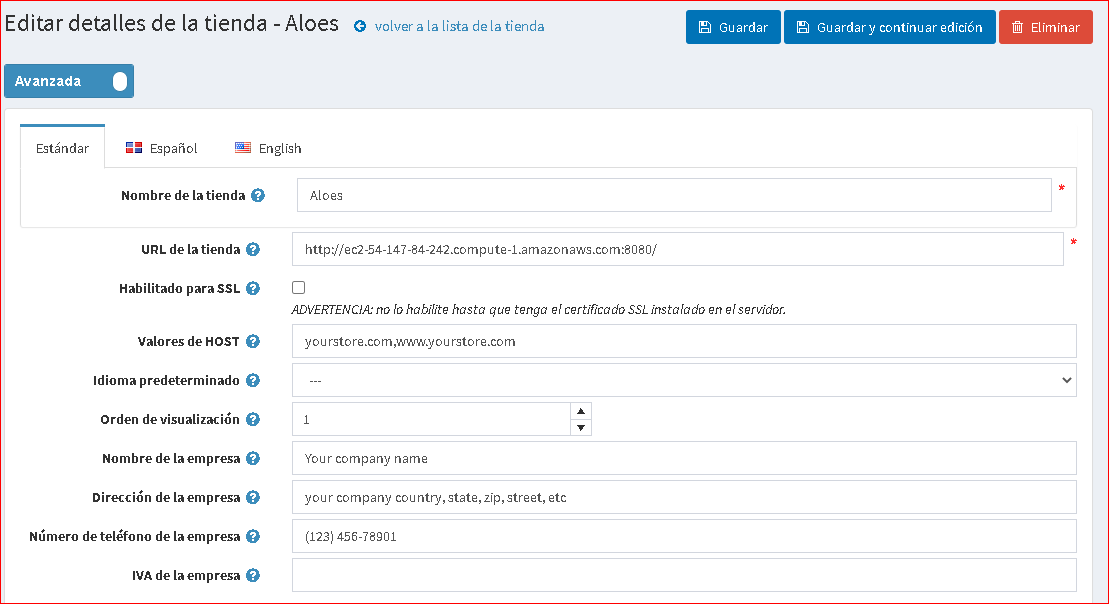 Editar detalles de la tienda - Aloes volver a la lista de la tienda Guardar Guardar y continuar edición Eliminar
Avanzada
Estándar Español English
Nombre de la tienda ? Aloes *
URL de la tienda ? http://ec2-54-147-84-242.compute-1.amazonaws.com:8080/ *
Habilitado para SSL ?
ADVERTENCIA: no lo habilite hasta que tenga el certificado SSL instalado en el servidor.
Valores de HOST ? yourstore.com,www.yourstore.com
Idioma predeterminado ? ---
Orden de visualización ? 1
Nombre de la empresa ? Your company name
Dirección de la empresa ? your company country, state, zip, street, etc
Número de teléfono de la empresa ? (123) 456-78901
IVA de la empresa ?